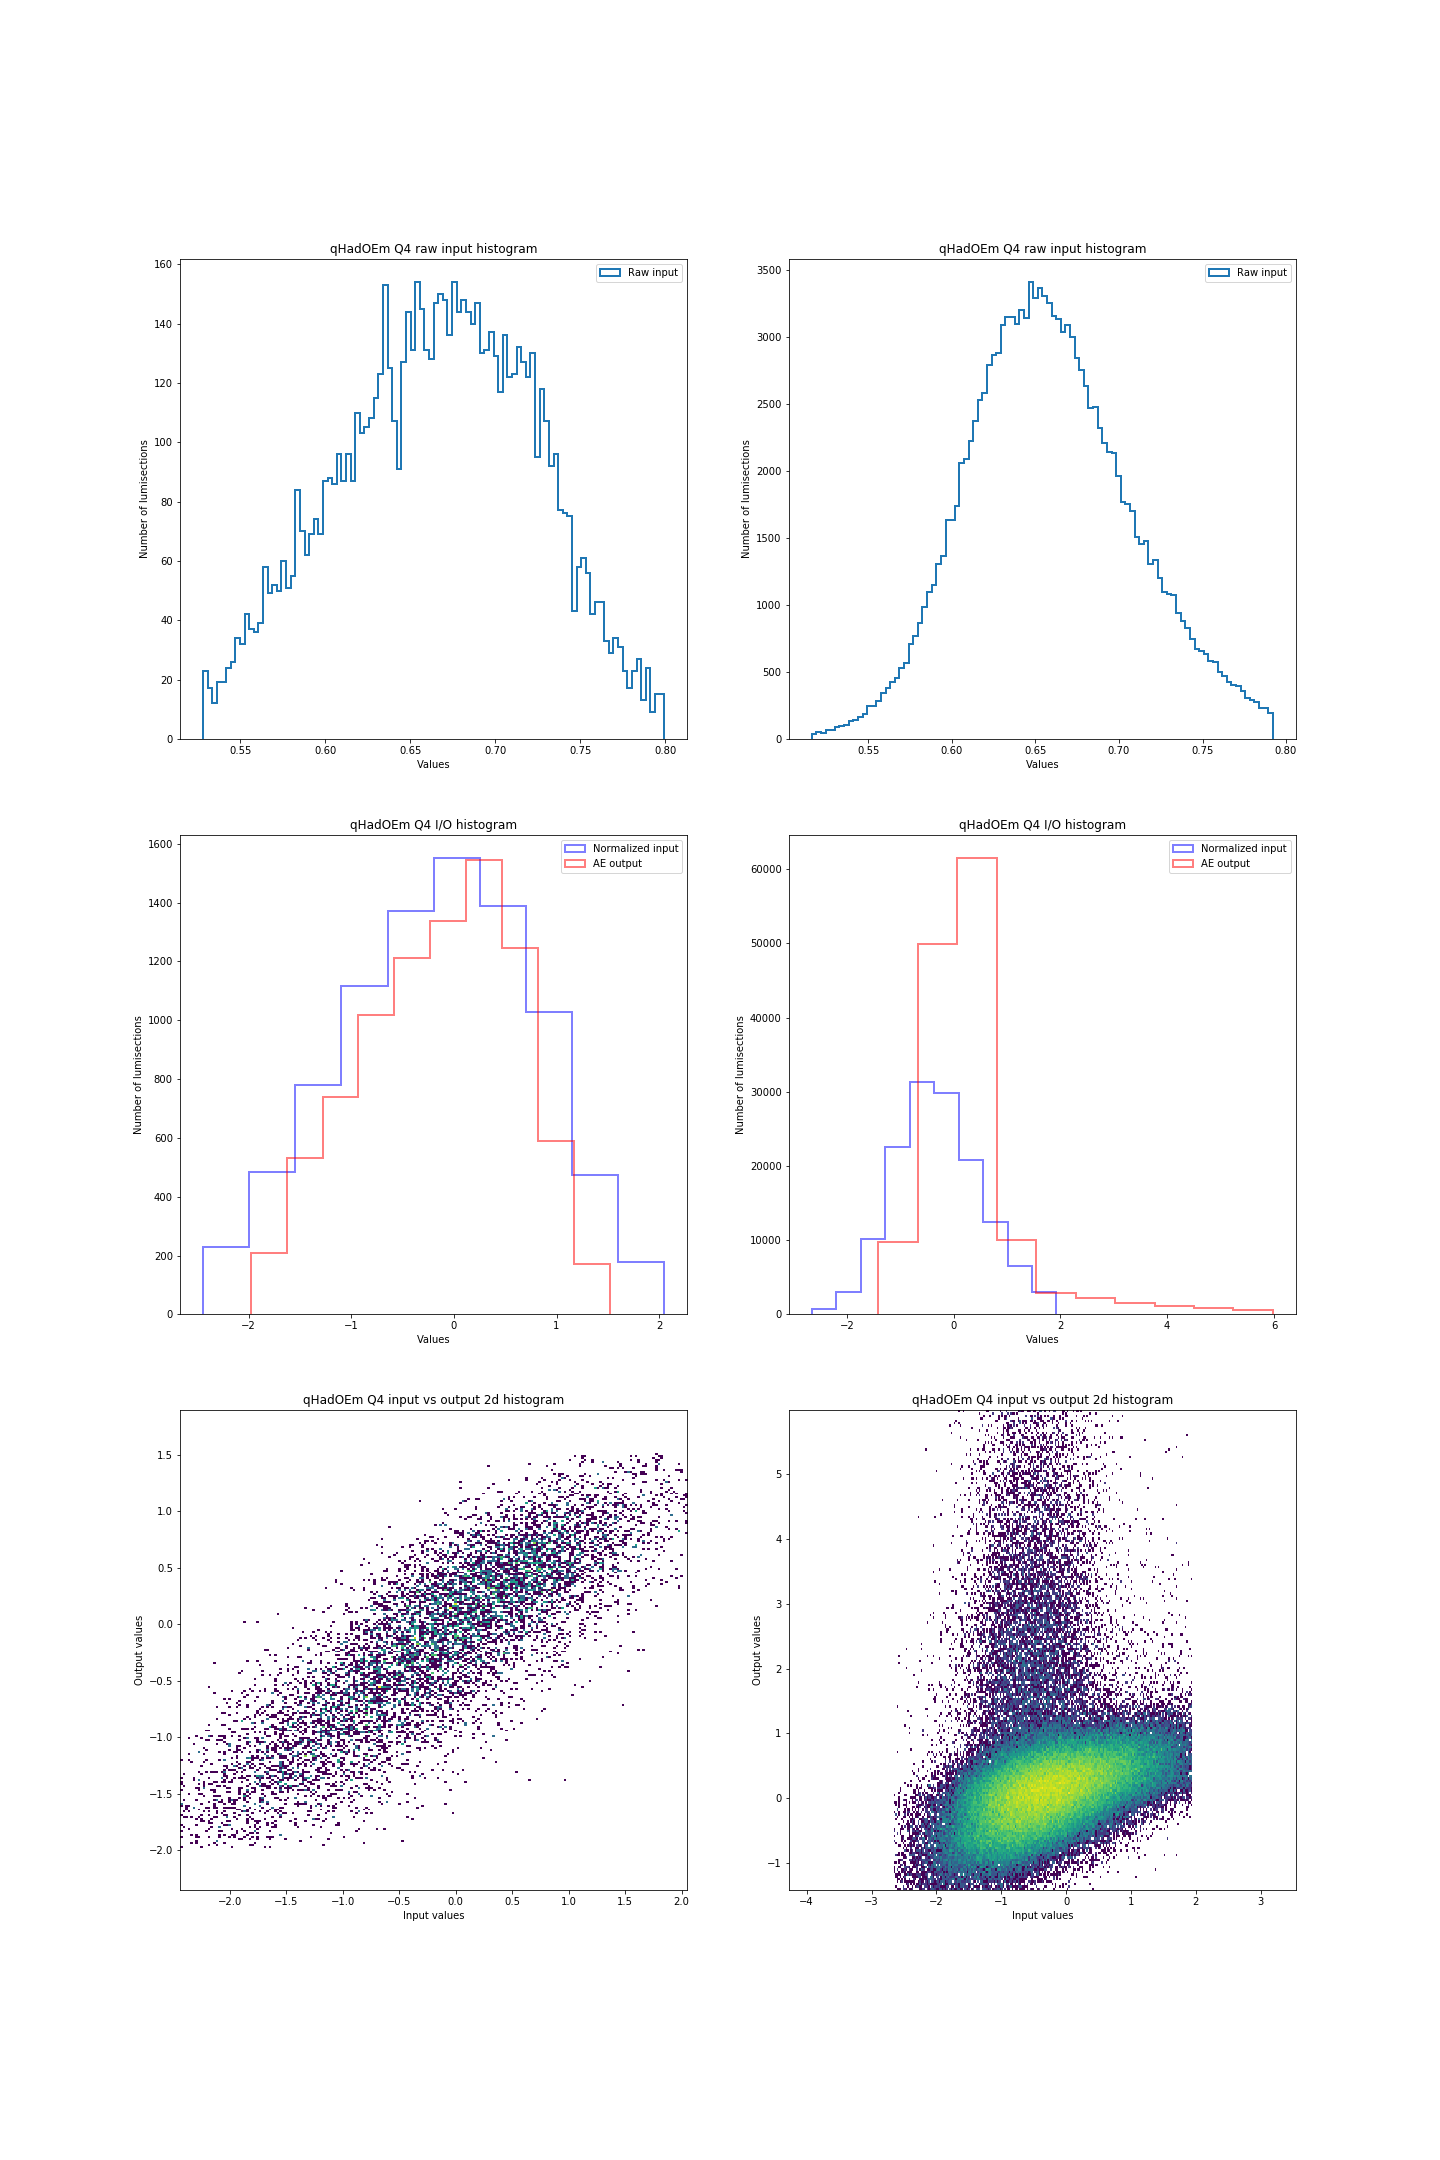 qHadOEm Q4 raw input histogram
Raw input
160
140
120
100
80
60
40
20
0
Number of lumisections
0.55 0.60 0.65 0.70 0.75 0.80
Values
qHadOEm Q4 raw input histogram
Raw input
3500
3000
2500
2000
1500
1000
500
0
Number of lumisections
0.55 0.60 0.65 0.70 0.75 0.80
Values
qHadOEm Q4 I/O histogram
Normalized input
AE output
1600
1400
1200
1000
800
600
400
200
0
Number of lumisections
−2 −1 0 1 2
Values
qHadOEm Q4 I/O histogram
Normalized input
AE output
60000
50000
40000
30000
20000
10000
0
Number of lumisections
−2 0 2 4 6
Values
qHadOEm Q4 input vs output 2d histogram
1.5
1.0
0.5
0.0
−0.5
−1.0
−1.5
−2.0
Output values
−2.0 −1.5 −1.0 −0.5 0.0 0.5 1.0 1.5 2.0
Input values
qHadOEm Q4 input vs output 2d histogram
5
4
3
2
1
0
−1
Output values
−4 −3 −2 −1 0 1 2 3
Input values